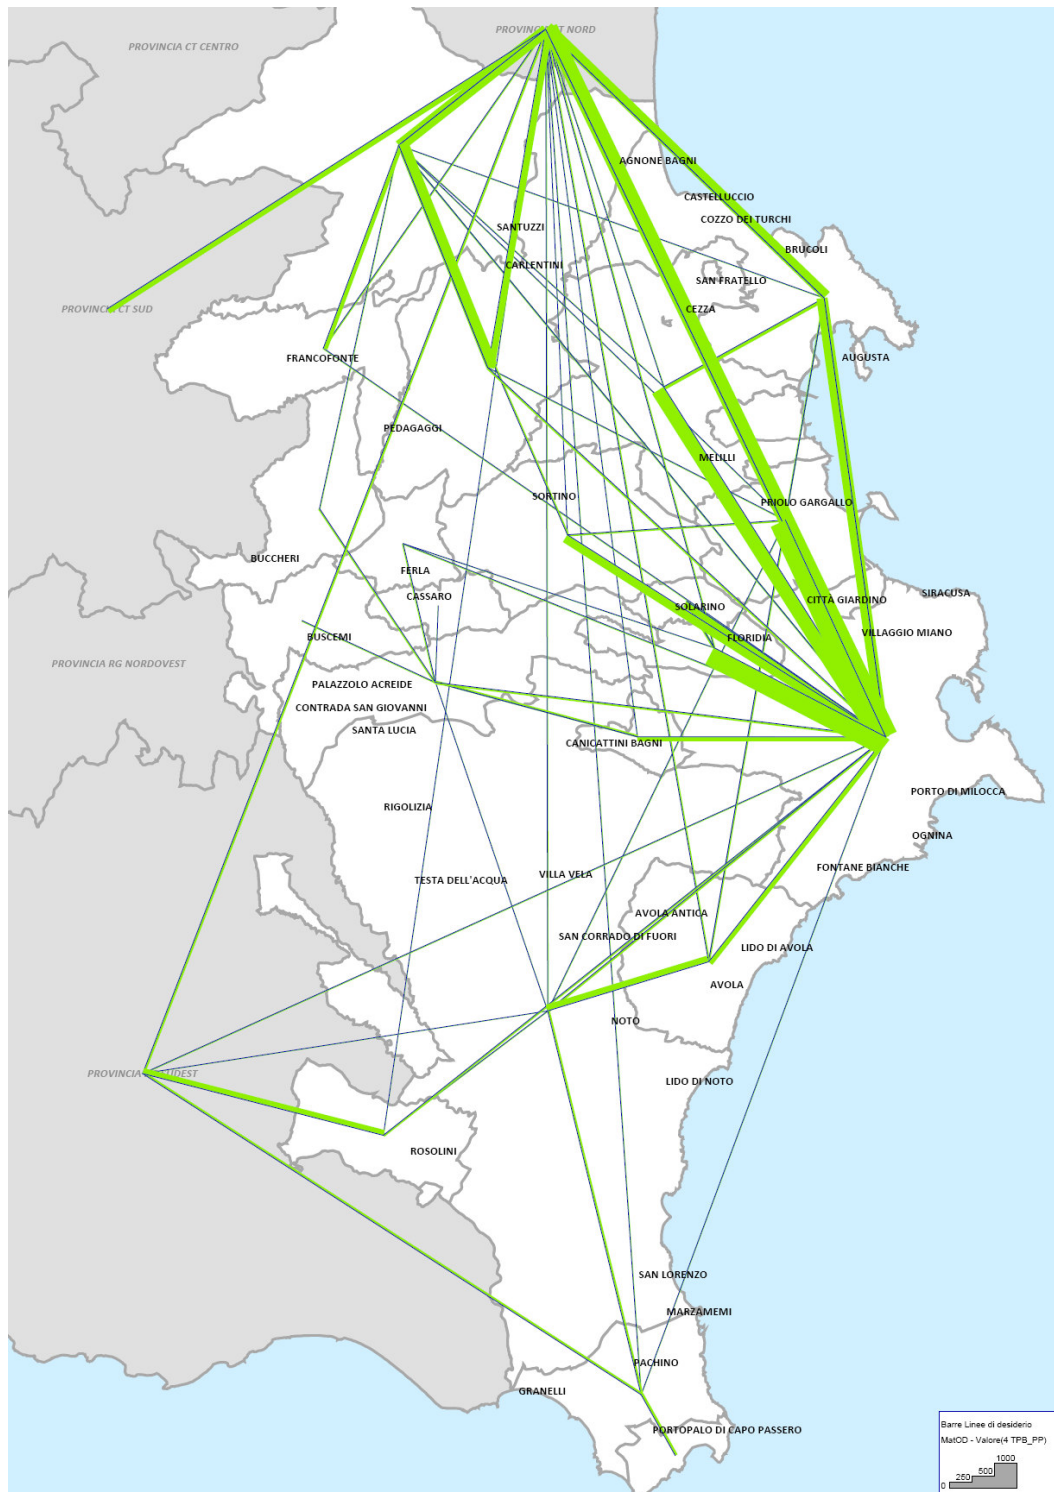 PROVINCIA CT NORD
PROVINCIA CT CENTRO
AGNONE BAGNI
CASTELLUCCIO
COZZO DEI TURCHI
SANTUZZI
BRUCOLI
CARLENTINI
SAN FRATELLO
PROVINCIA CT SUD
CEZZA
FRANCOFONTE
AUGUSTA
PEDAGAGGI
MELILLI
SORTINO
PRIOLO GARGALLO
BUCCHERI
FERLA
CASSARO
SIRACUSA
CITTÀ GIARDINO
SOLARINO
VILLAGGIO MIANO
BUSCEMI
FLORIDIA
PROVINCIA RG NORDOVEST
PALAZZOLO ACREIDE
CONTRADA SAN GIOVANNI
SANTA LUCIA
CANICATTINI BAGNI
PORTO DI MILOCCA
RIGOLIZIA
OGNINA
FONTANE BIANCHE
VILLA VELA
TESTA DELL'ACQUA
AVOLA ANTICA
SAN CORRADO DI FUORI
LIDO DI AVOLA
AVOLA
NOTO
PROVINCIA UDEST
LIDO DI NOTO
ROSOLINI
SAN LORENZO
MARZAMEMI
PACHINO
GRANELLI
PORTOPALO DI CAPO PASSERO
Barre Linee di desiderio
MatOD - Valore(4 TPB_PP)
1000
500
250
0